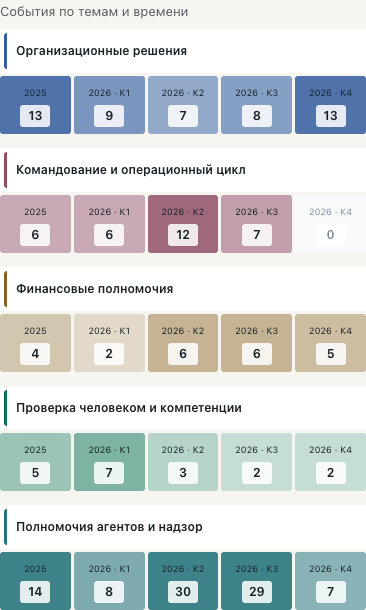 События по темам и времени
Организационные решения
2025 2026 · К1 2026 · К2 2026 · К3 2026 · К4
13 9 7 8 13
Командование и операционный цикл
2025 2026 · К1 2026 · К2 2026 · К3 2026 · К4
6 6 12 7 0
Финансовые полномочия
2025 2026 · К1 2026 · К2 2026 · К3 2026 · К4
4 2 6 6 5
Проверка человеком и компетенции
2025 2026 · К1 2026 · К2 2026 · К3 2026 · К4
5 7 3 2 2
Полномочия агентов и надзор
2025 2026 · К1 2026 · К2 2026 · К3 2026 · К4
14 8 30 29 7